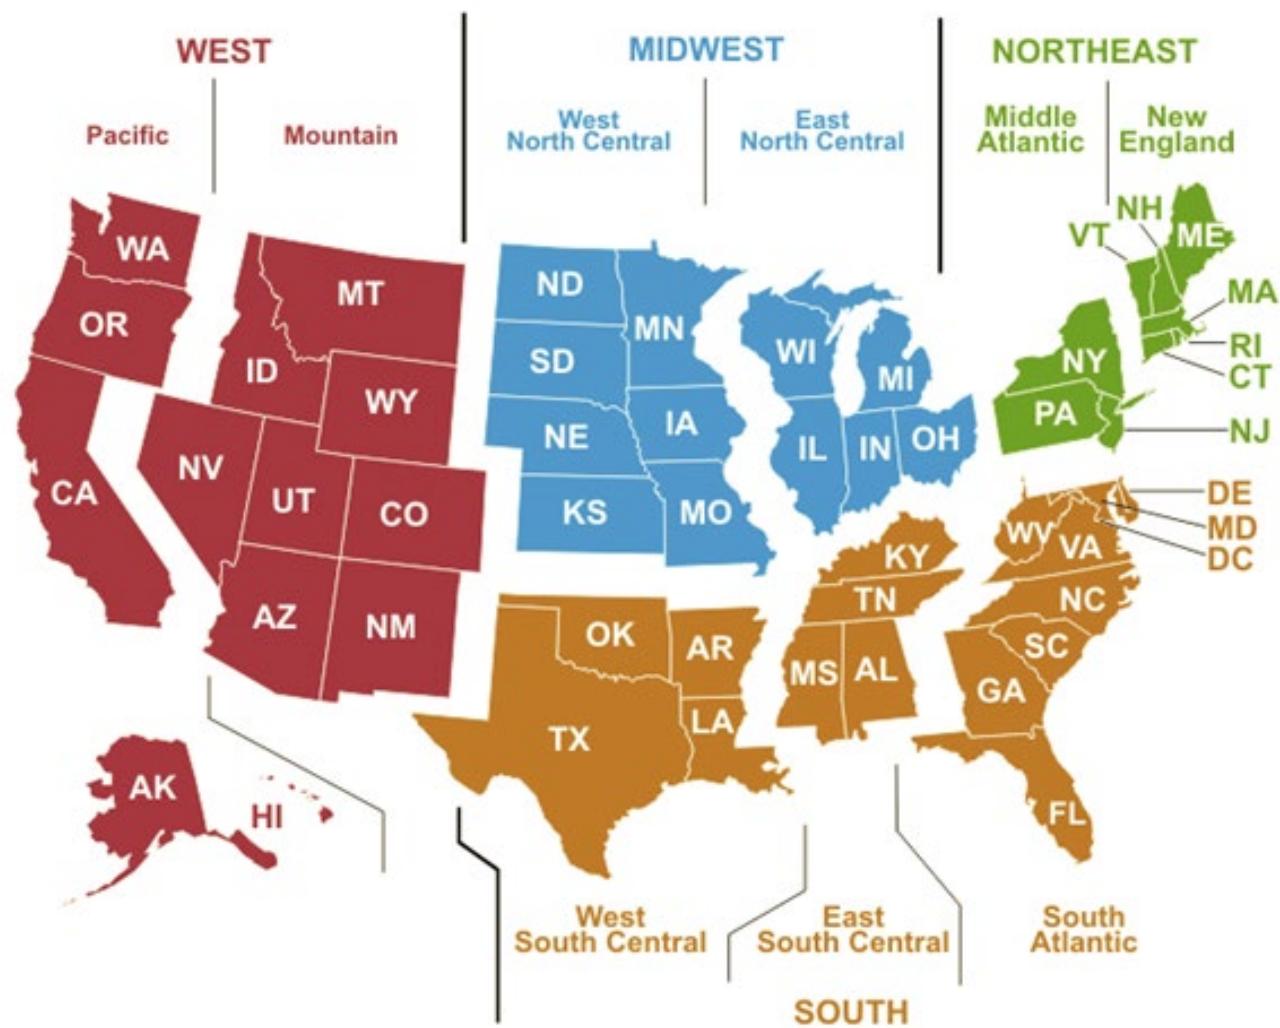 WEST
MIDWEST
NORTHEAST
Pacific
Mountain
West
North Central
East
North Central
Middle
Atlantic
New
England
WA
OR
CA
MT
ID
WY
NV
UT
CO
AZ
NM
AK
HI
ND
SD
NE
KS
MN
IA
MO
WI
MI
IL
IN
OH
NH
VT
ME
MA
RI
CT
NY
PA
NJ
DE
MD
DC
WV
VA
KY
TN
NC
SC
OK
AR
MS
AL
GA
TX
LA
FL
West
South Central
East
South Central
South
Atlantic
SOUTH